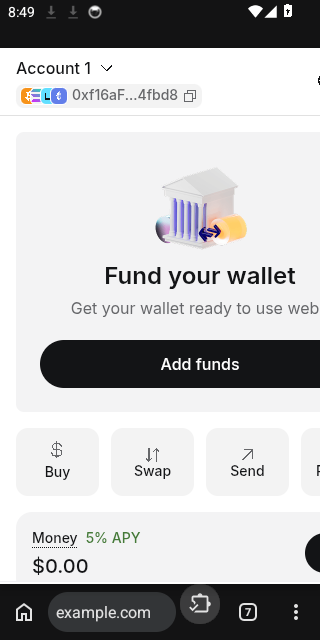 8:49
Account 1
0xf16aF...4fbd8
Fund your wallet
Get your wallet ready to use web
Add funds
Buy
Swap
Send
Money 5% APY
$0.00
example.com
7